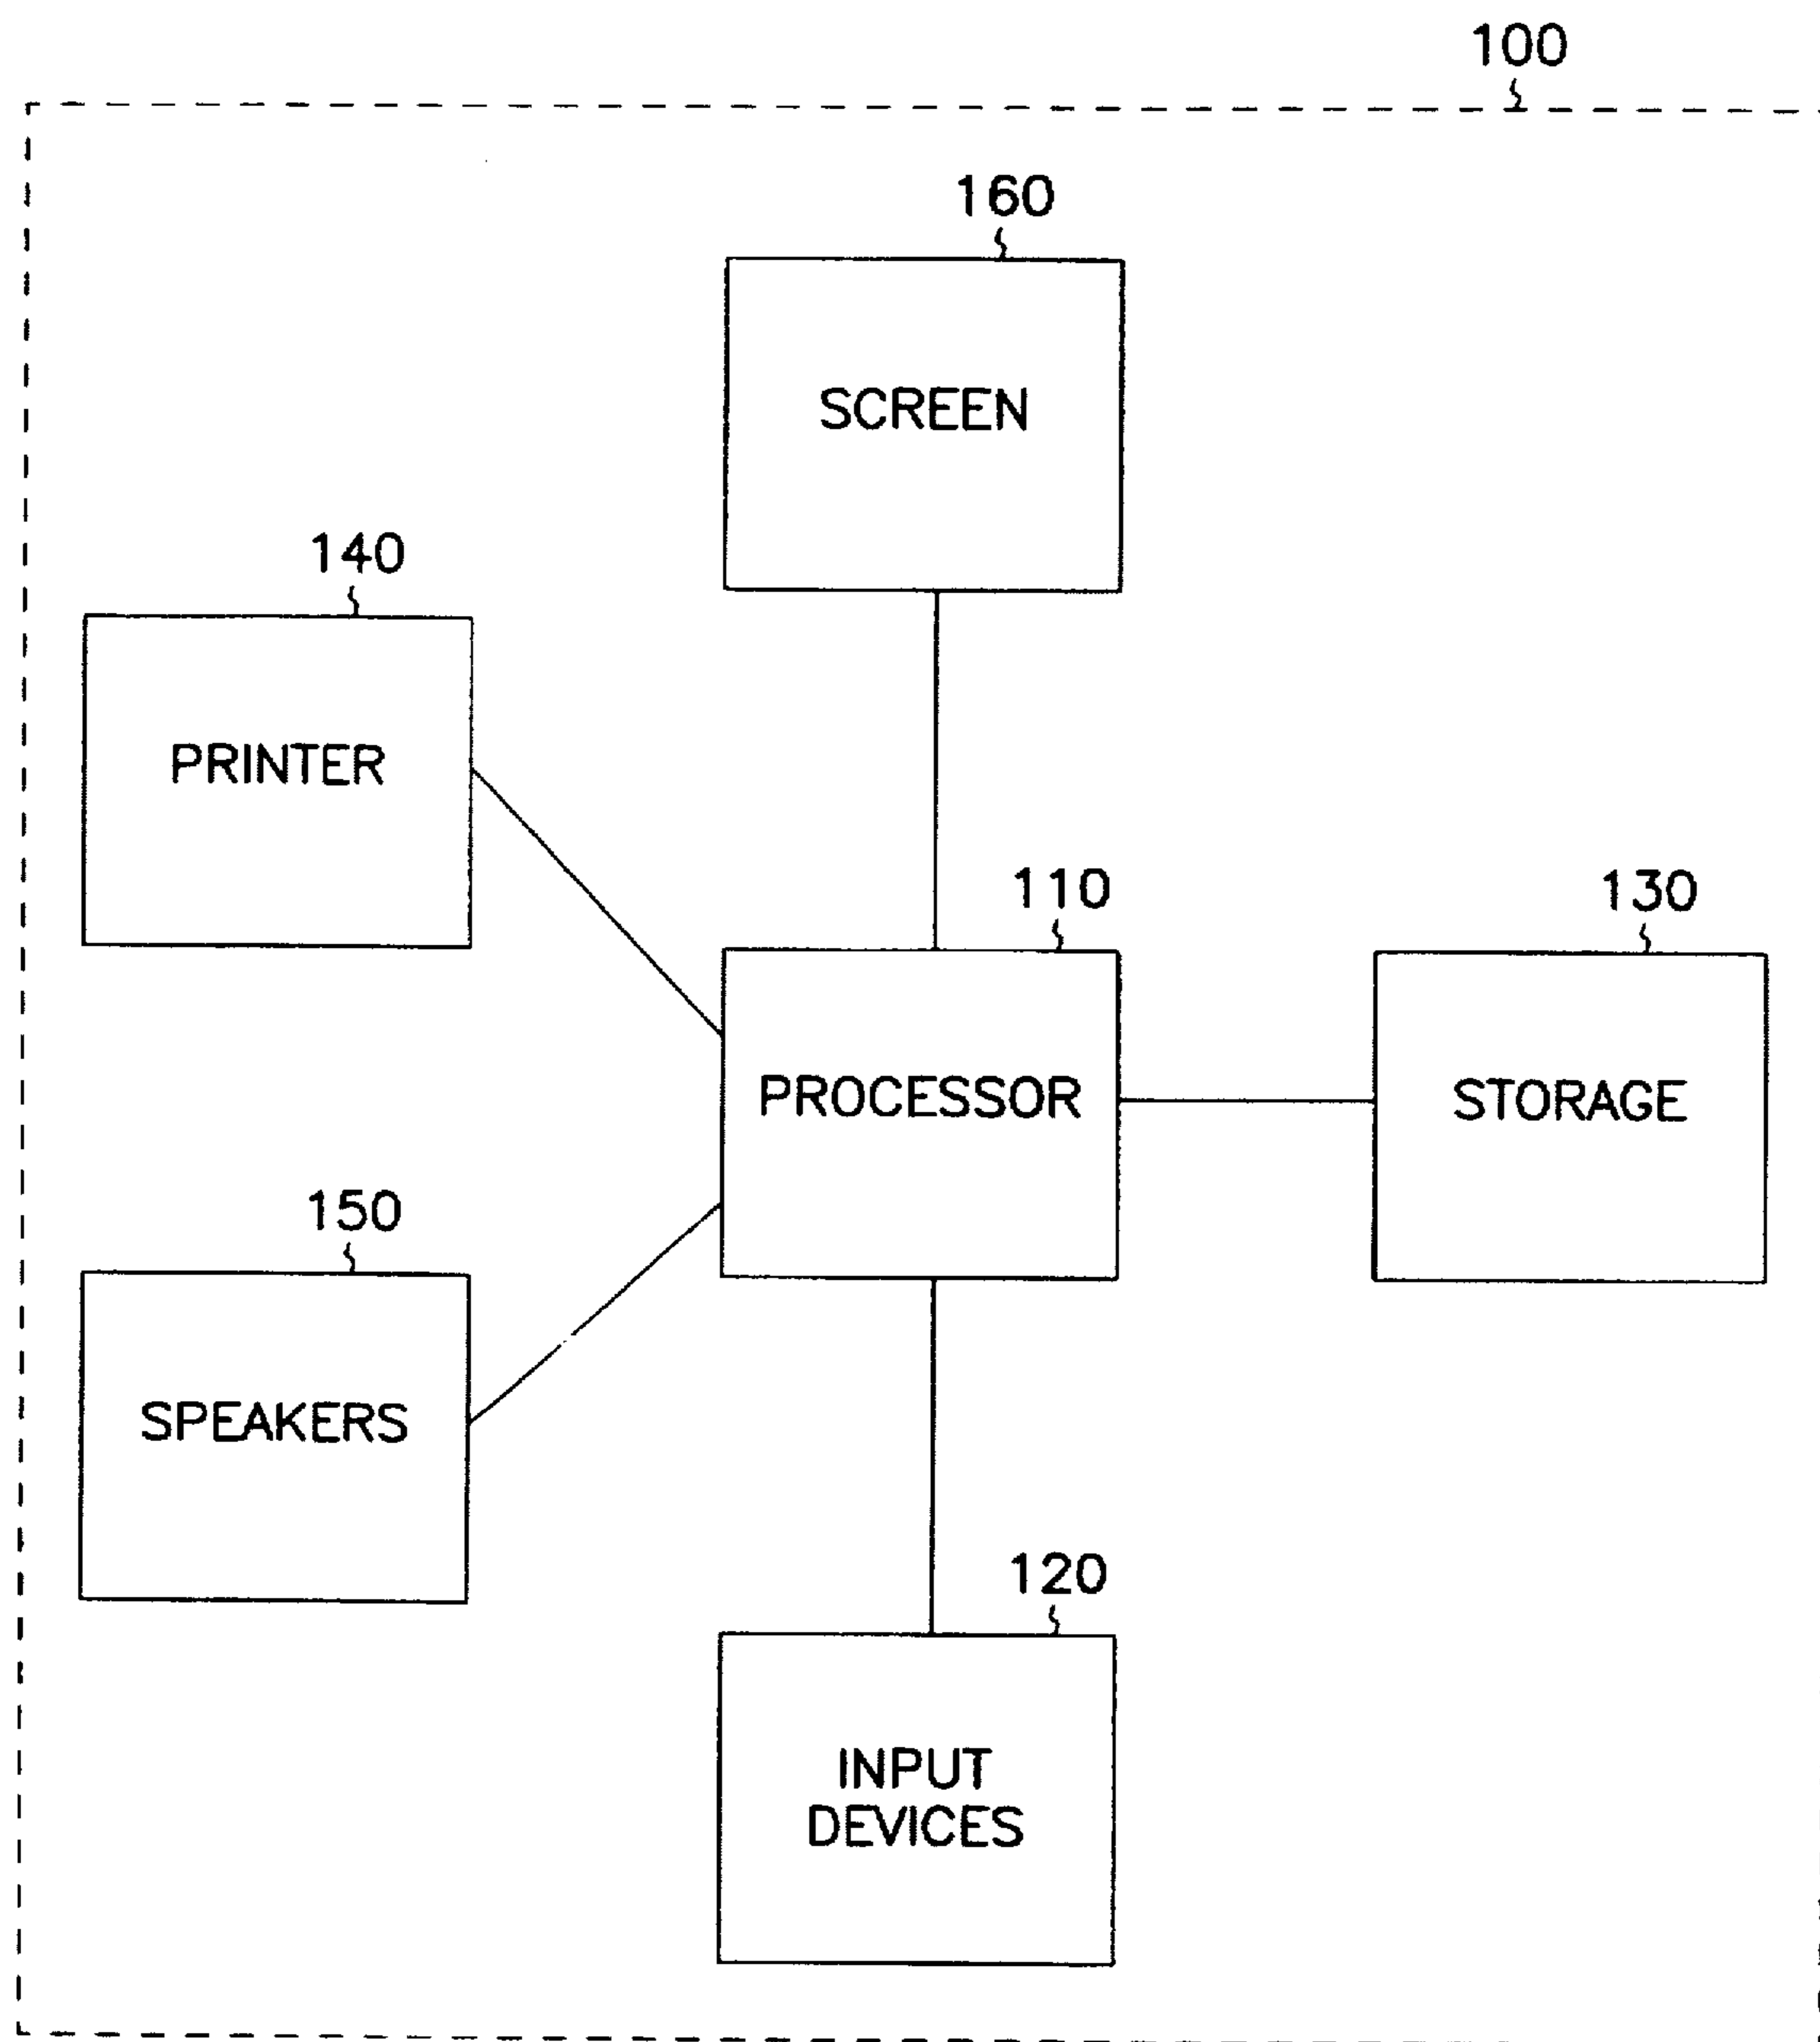 100
160
SCREEN
140
PRINTER
110
130
PROCESSOR
STORAGE
150
SPEAKERS
120
INPUT
DEVICES